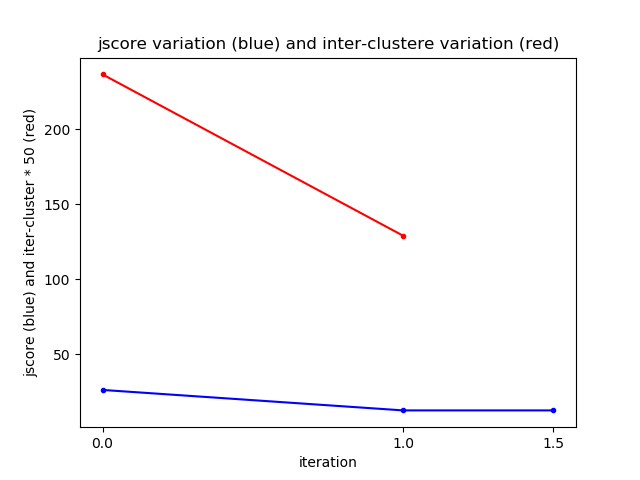 jscore variation (blue) and inter-clustere variation (red)
jscore (blue) and iter-cluster * 50 (red)
200
150
100
50
0.0
1.0
1.5
iteration